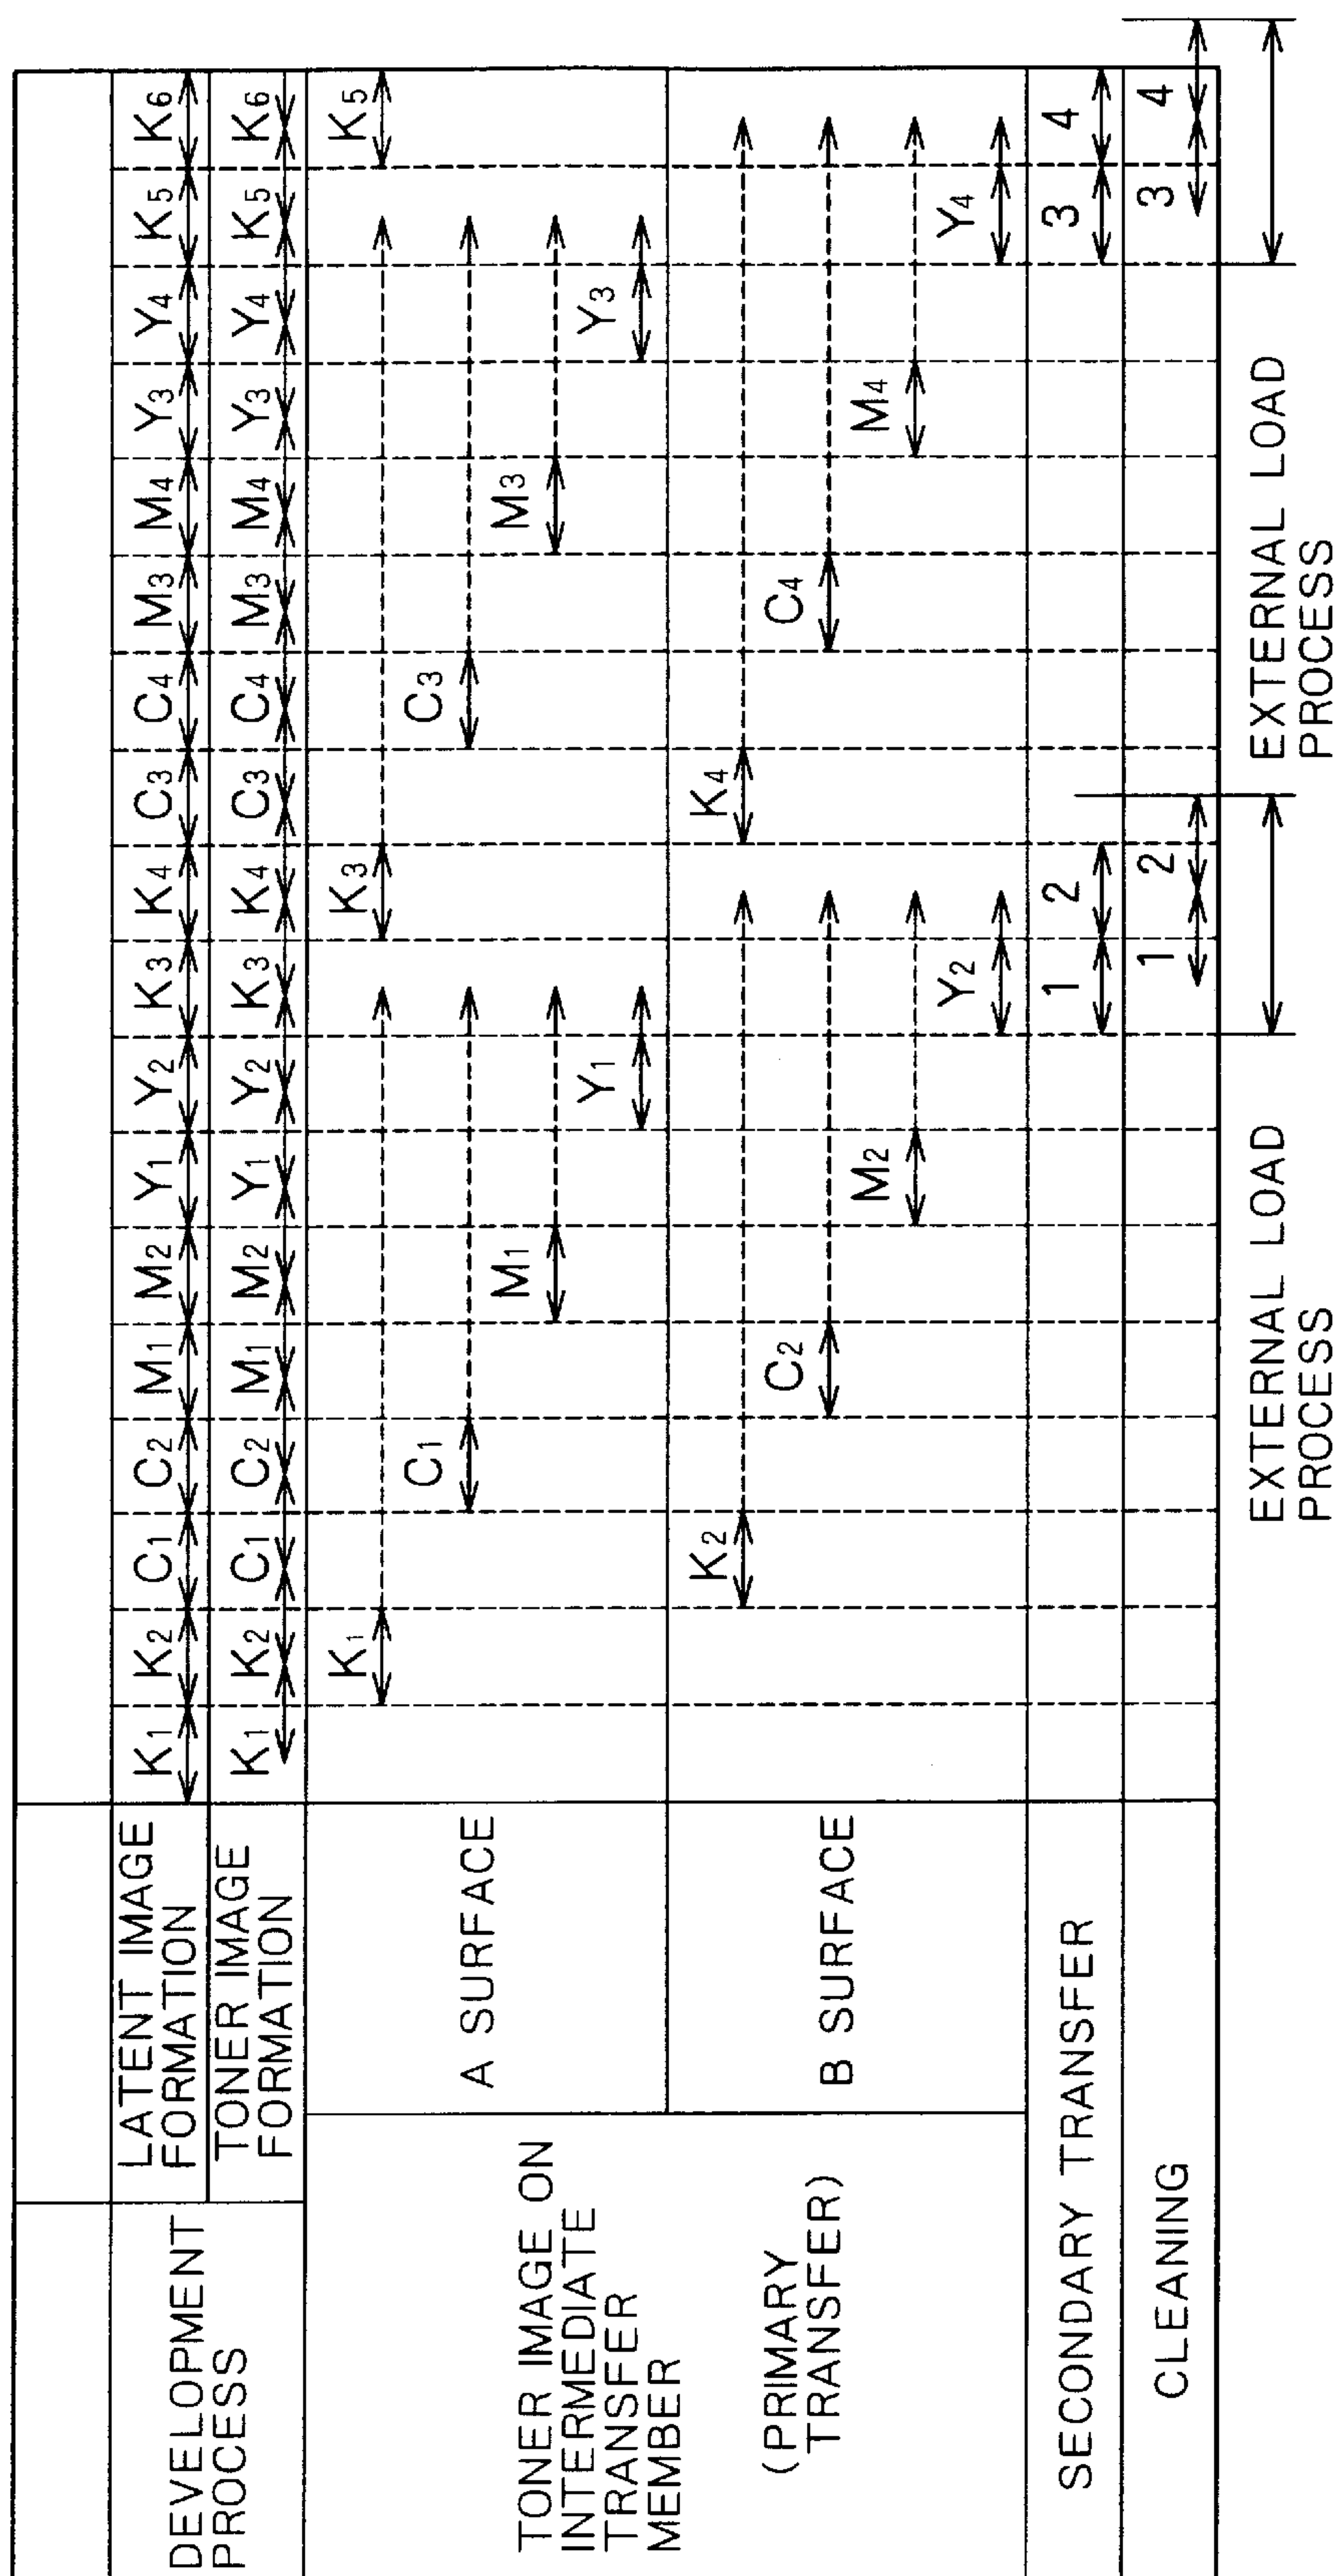 DEVELOPMENT
PROCESS
LATENT IMAGE
FORMATION
K1 K2 C1 C2 M1 M2 Y1 Y2 K3 K4 C3 C4 M3 M4 Y3 Y4 K5 K6
TONER IMAGE
FORMATION
K1 K2 C1 C2 M1 M2 Y1 Y2 K3 K4 C3 C4 M3 M4 Y3 Y4 K5 K6
TONER IMAGE ON
INTERMEDIATE
TRANSFER
MEMBER
(PRIMARY
TRANSFER)
A SURFACE
K1 K3 K5
C1 C3
M1 M3
Y1 Y3
B SURFACE
K2 K4
C2 C4
M2 M4
Y2 Y4
SECONDARY TRANSFER
1 2 3 4
CLEANING
1 2 3 4
EXTERNAL LOAD
PROCESS
EXTERNAL LOAD
PROCESS